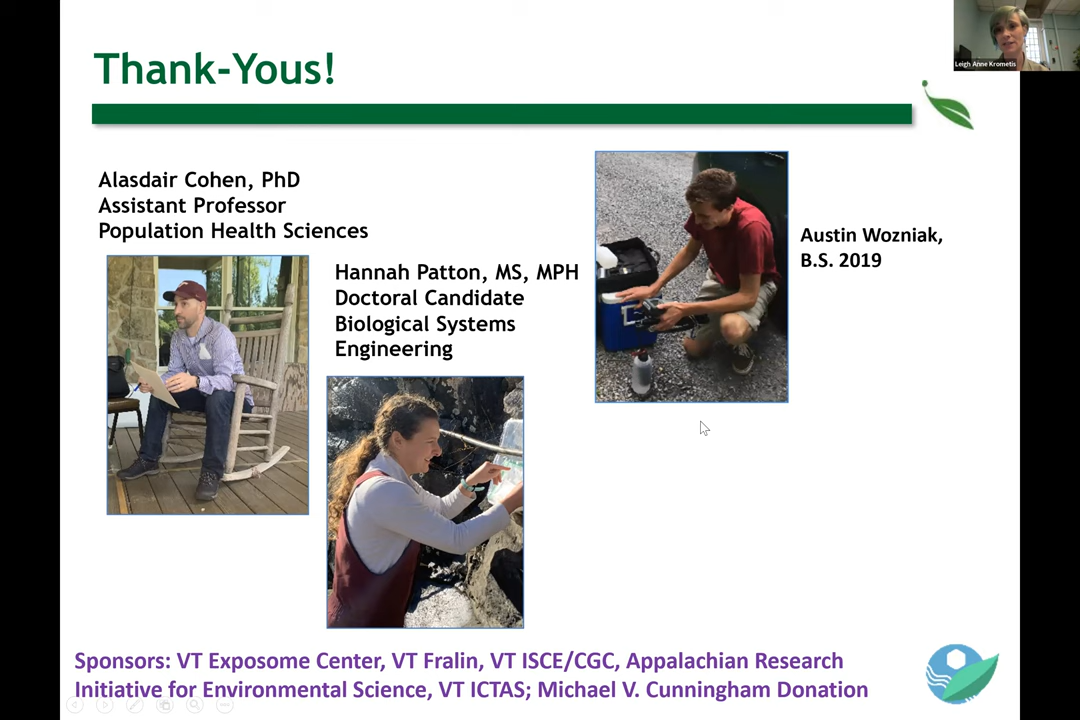 Thank-Yous!
Leigh Anne Krometis
Alasdair Cohen, PhD
Assistant Professor
Population Health Sciences
Hannah Patton, MS, MPH
Doctoral Candidate
Biological Systems
Engineering
Austin Wozniak,
B.S. 2019
Sponsors: VT Exposome Center, VT Fralin, VT ISCE/CGC, Appalachian Research
Initiative for Environmental Science, VT ICTAS; Michael V. Cunningham Donation